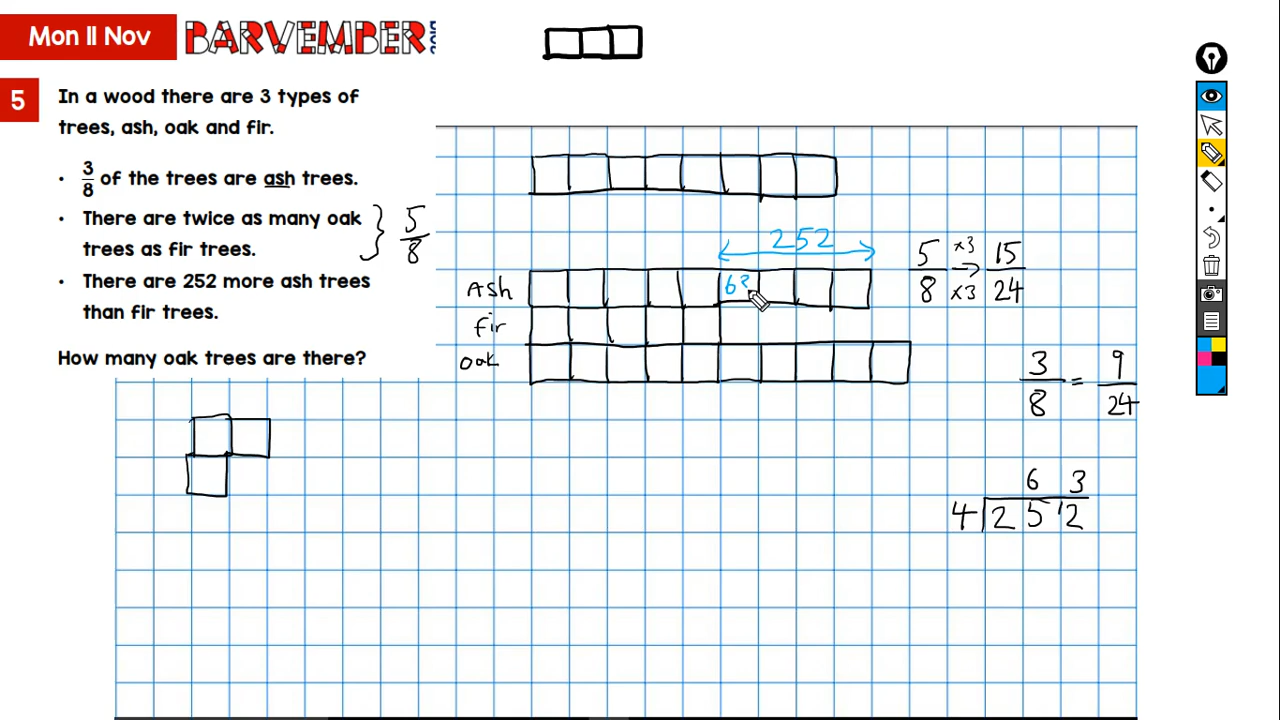 Mon 11 Nov
BARVEMBER
5
In a wood there are 3 types of
trees, ash, oak and fir.
• 3/8 of the trees are ash trees.
• There are twice as many oak
trees as fir trees.
} 5/8
• There are 252 more ash trees
than fir trees.
How many oak trees are there?
252
Ash
63
fir
oak
5/8 ×3 → ×3 15/24
3/8 = 9/24
6 3
4 2 5 12